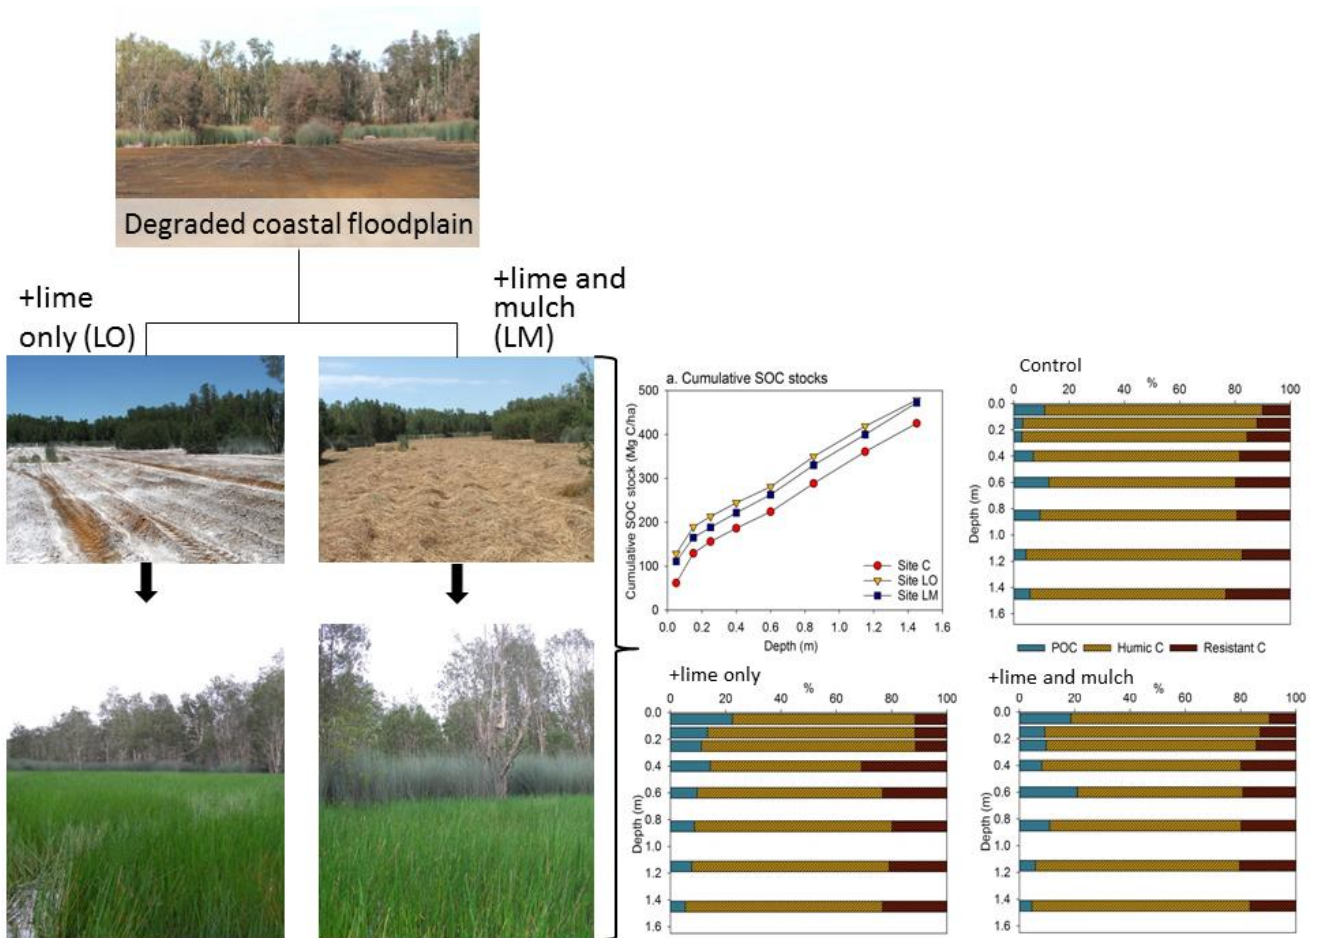 Degraded coastal floodplain
+lime
only (LO)
+lime and
mulch
(LM)
a. Cumulative SOC stocks
Cumulative SOC stock (Mg C/ha)
500
400
300
200
100
0
Site C
Site LO
Site LM
0.0 0.2 0.4 0.6 0.8 1.0 1.2 1.4 1.6
Depth (m)
Control
%
0 20 40 60 80 100
Depth (m)
0.0
0.2
0.4
0.6
0.8
1.0
1.2
1.4
1.6
POC Humic C Resistant C
+lime only
%
0 20 40 60 80 100
Depth (m)
0.0
0.2
0.4
0.6
0.8
1.0
1.2
1.4
1.6
+lime and mulch
%
0 20 40 60 80 100
Depth (m)
0.0
0.2
0.4
0.6
0.8
1.0
1.2
1.4
1.6